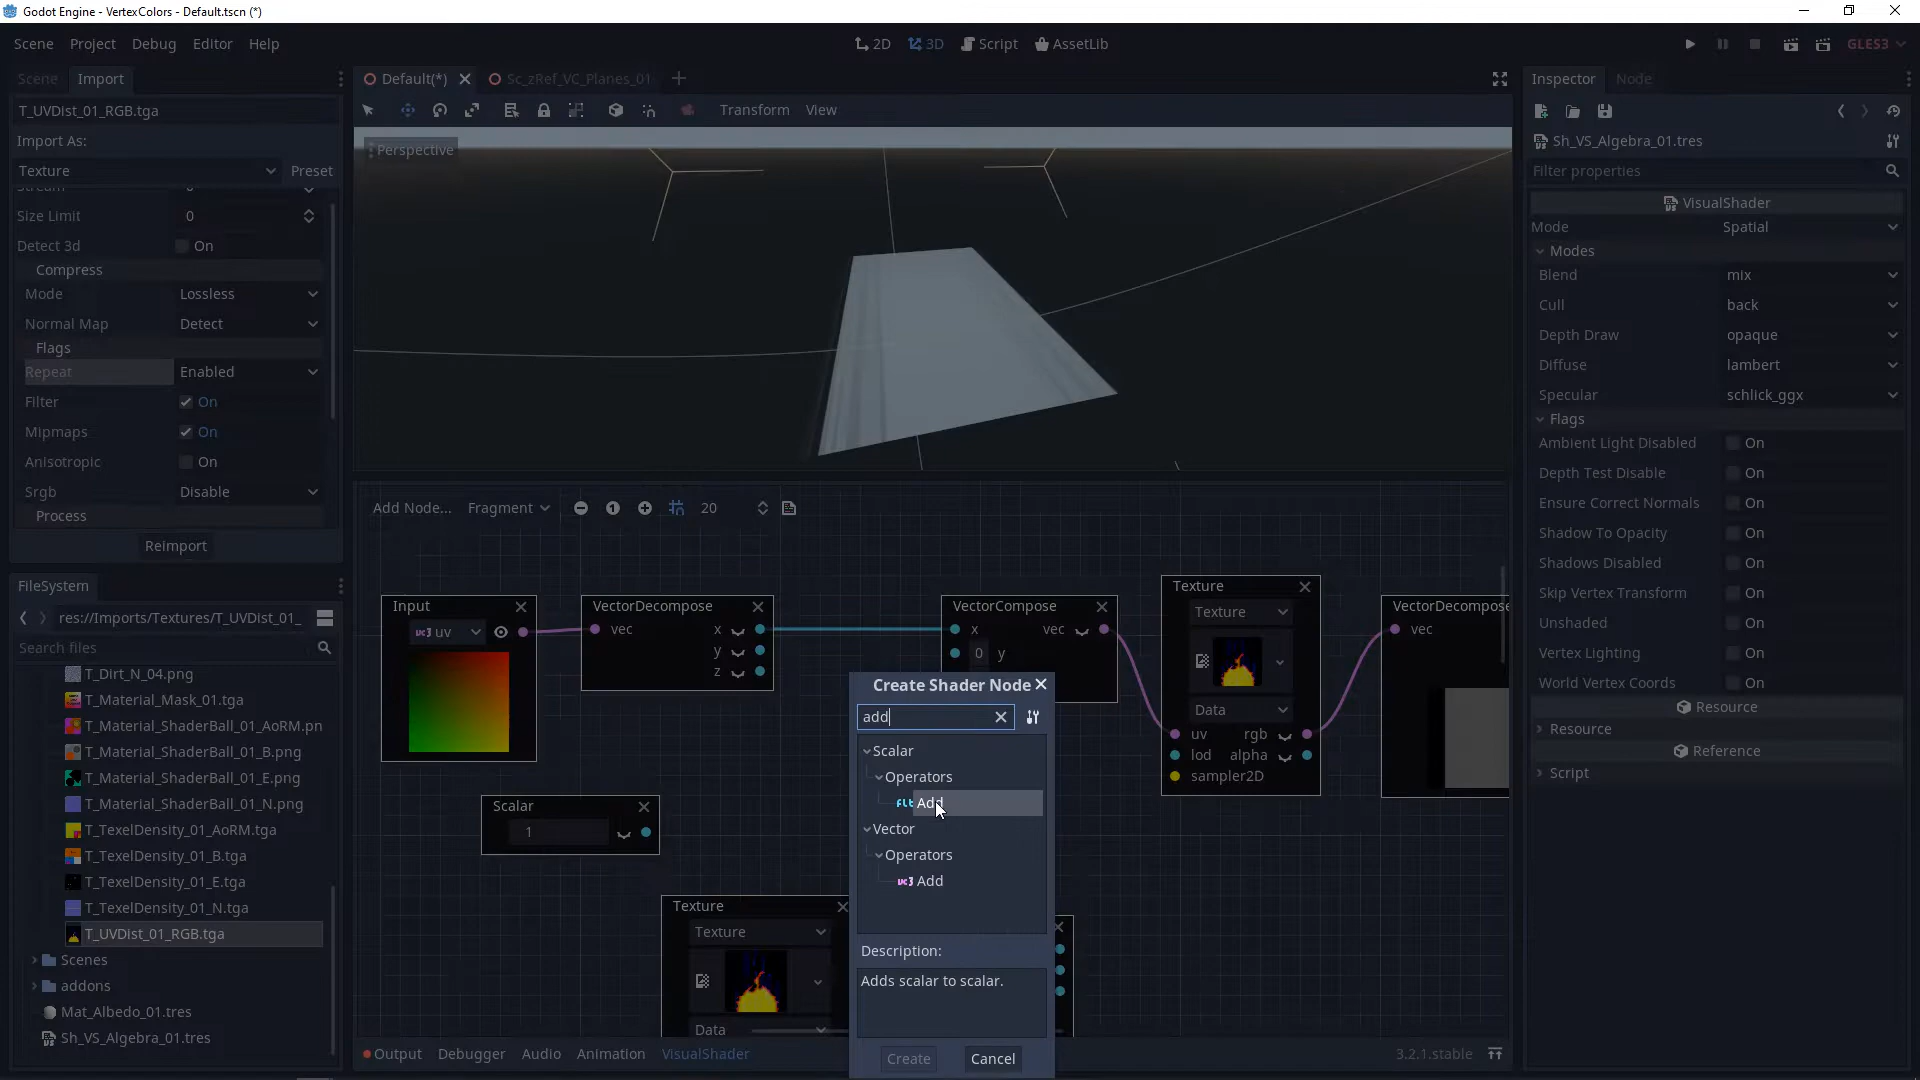 Godot Engine - VertexColors - Default.tscn (*)
Scene Project Debug Editor Help
2D 3D Script AssetLib
GLES3
Scene Import
T_UVDist_01_RGB.tga
Import As:
Texture Preset
Stream 0
Size Limit 0
Detect 3d On
Compress
Mode Lossless
Normal Map Detect
Flags
Repeat Enabled
Filter On
Mipmaps On
Anisotropic On
Srgb Disable
Process
Reimport
FileSystem
res://Imports/Textures/T_UVDist_01_
Search files
T_Dirt_N_04.png
T_Material_Mask_01.tga
T_Material_ShaderBall_01_AoRM.pn
T_Material_ShaderBall_01_B.png
T_Material_ShaderBall_01_E.png
T_Material_ShaderBall_01_N.png
T_TexelDensity_01_AoRM.tga
T_TexelDensity_01_B.tga
T_TexelDensity_01_E.tga
T_TexelDensity_01_N.tga
T_UVDist_01_RGB.tga
Scenes
addons
Mat_Albedo_01.tres
Sh_VS_Algebra_01.tres
Default(*) Sc_zRef_VC_Planes_01
Transform View
Perspective
Add Node... Fragment 1 20
Input
vc3 uv
VectorDecompose
vec x
y
z
VectorCompose
x vec
0 y
Texture
Texture
Data
uv rgb
lod alpha
sampler2D
VectorDecompose
vec
Scalar
1
Texture
Texture
Data
Create Shader Node
add
Scalar
Operators
flt Add
Vector
Operators
vc3 Add
Description:
Adds scalar to scalar.
Create Cancel
Output Debugger Audio Animation VisualShader 3.2.1.stable
Inspector Node
Sh_VS_Algebra_01.tres
Filter properties
VisualShader
Mode Spatial
Modes
Blend mix
Cull back
Depth Draw opaque
Diffuse lambert
Specular schlick_ggx
Flags
Ambient Light Disabled On
Depth Test Disable On
Ensure Correct Normals On
Shadow To Opacity On
Shadows Disabled On
Skip Vertex Transform On
Unshaded On
Vertex Lighting On
World Vertex Coords On
Resource
Resource
Reference
Script